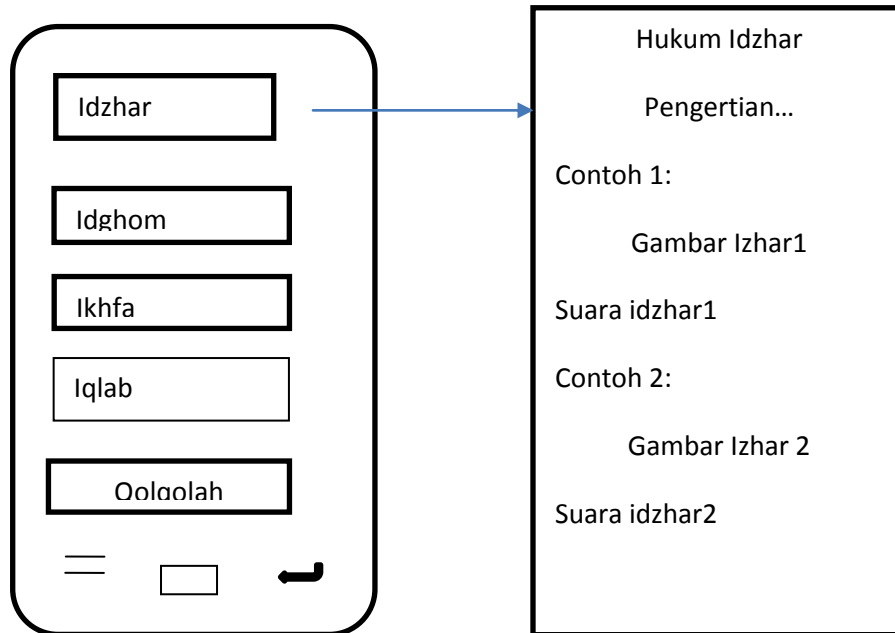 Idzhar
Idghom
Ikhfa
Iqlab
Qolqolah
Hukum Idzhar
Pengertian…
Contoh 1:
Gambar Izhar1
Suara idzhar1
Contoh 2:
Gambar Izhar 2
Suara idzhar2